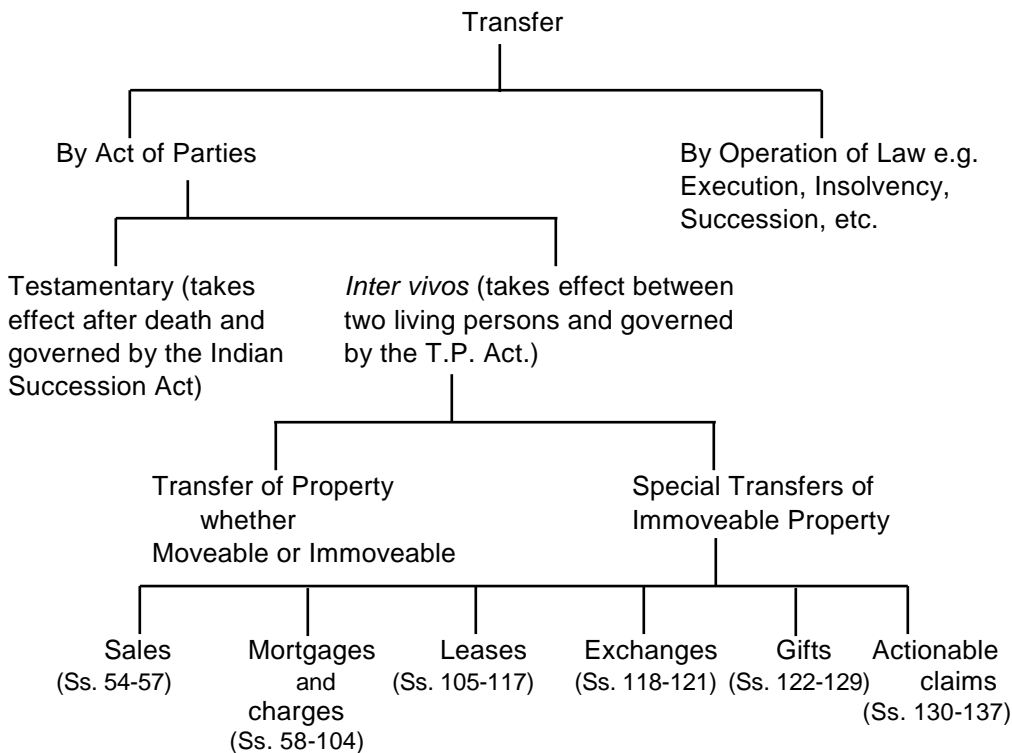 Transfer
By Act of Parties
By Operation of Law e.g.
Execution, Insolvency,
Succession, etc.
Testamentary (takes
effect after death and
governed by the Indian
Succession Act)
Inter vivos (takes effect between
two living persons and governed
by the T.P. Act.)
Transfer of Property
whether
Moveable or Immoveable
Special Transfers of
Immoveable Property
Sales
(Ss. 54-57)
Mortgages
and
charges
(Ss. 58-104)
Leases
(Ss. 105-117)
Exchanges
(Ss. 118-121)
Gifts
(Ss. 122-129)
Actionable
claims
(Ss. 130-137)